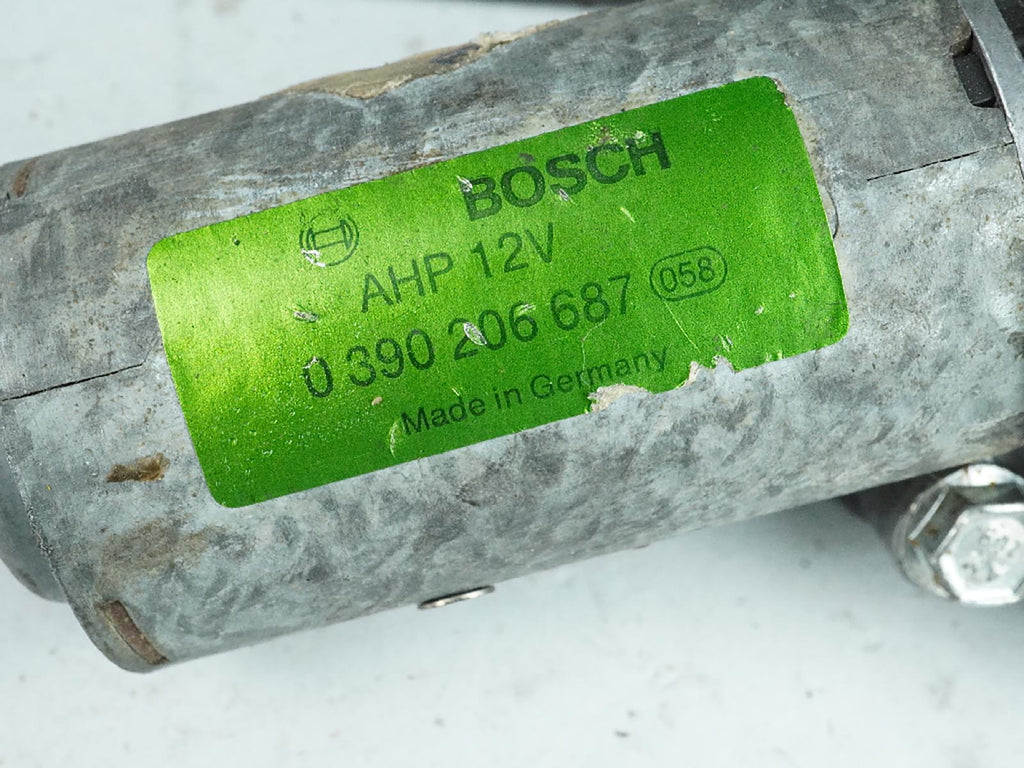 BOSCH
AHP 12V
0 390 206 687 058
Made in Germany